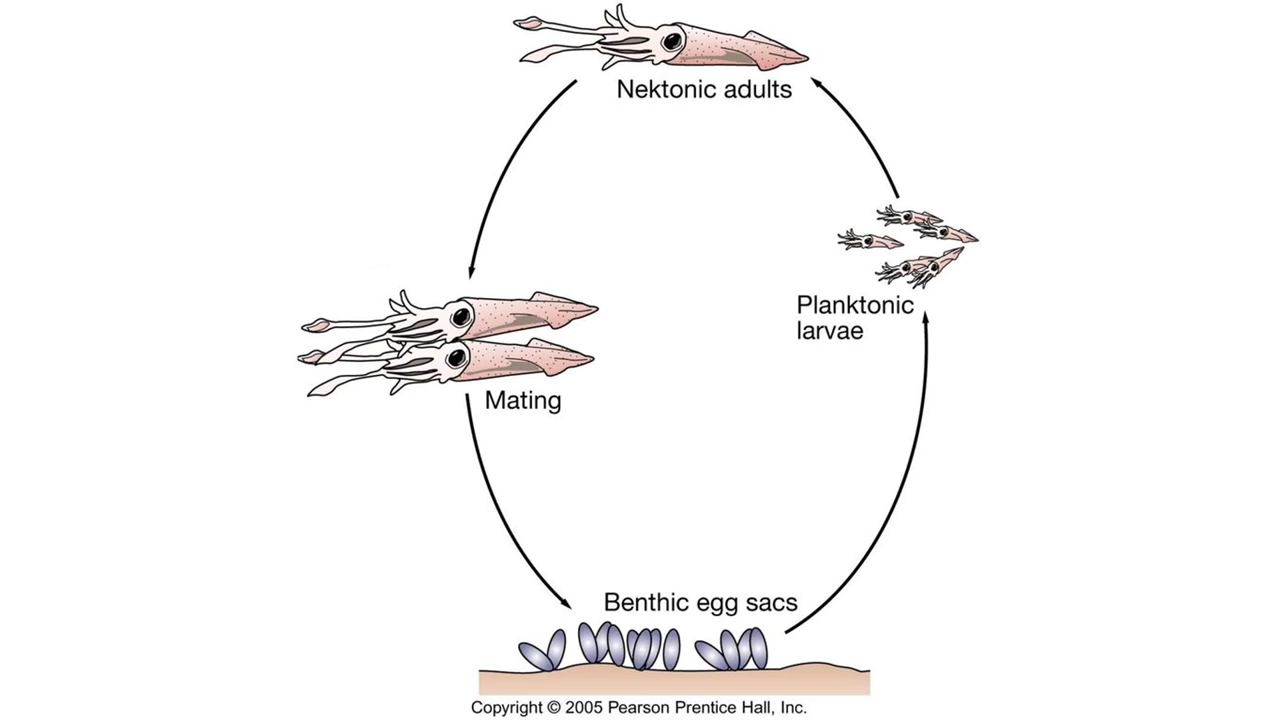 Nektonic adults
Planktonic
larvae
Mating
Benthic egg sacs
Copyright © 2005 Pearson Prentice Hall, Inc.